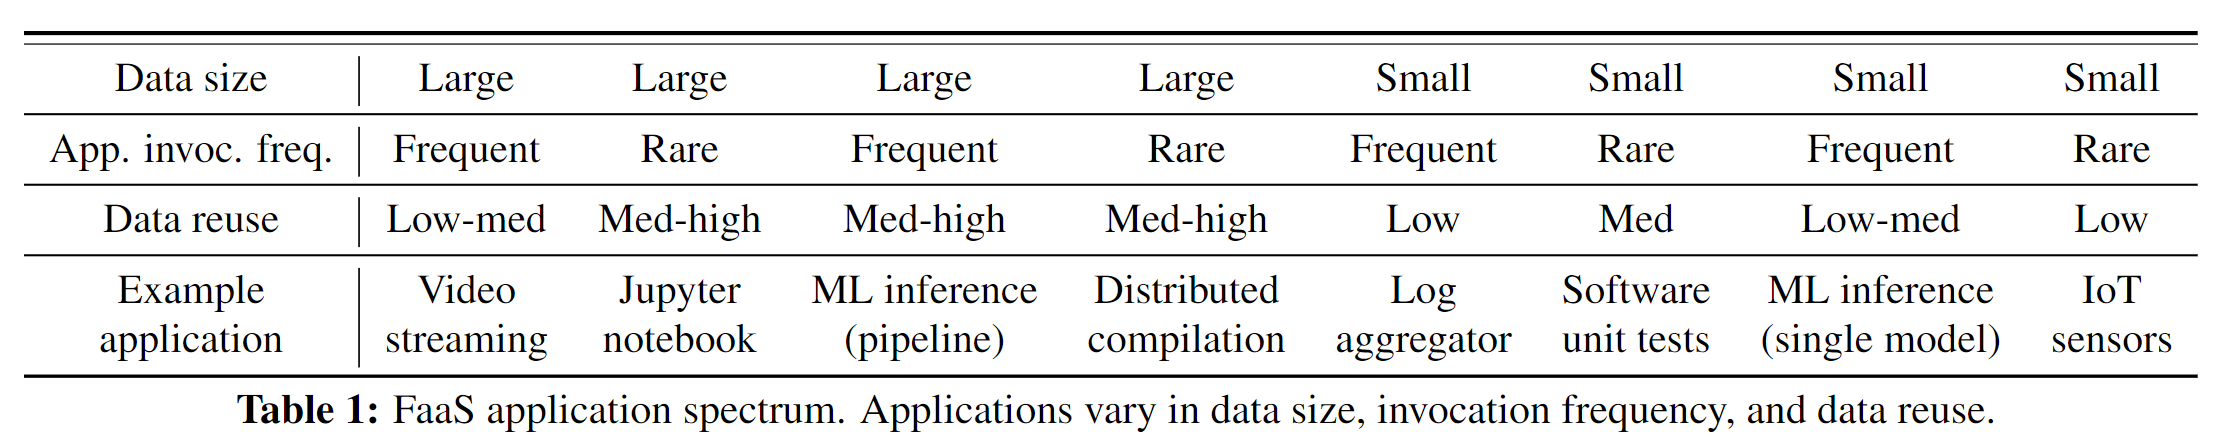 Data size Large Large Large Large Small Small Small Small
App. invoc. freq. Frequent Rare Frequent Rare Frequent Rare Frequent Rare
Data reuse Low-med Med-high Med-high Med-high Low Med Low-med Low
Example Video Jupyter ML inference Distributed Log Software ML inference IoT
application streaming notebook (pipeline) compilation aggregator unit tests (single model) sensors
Table 1: FaaS application spectrum. Applications vary in data size, invocation frequency, and data reuse.